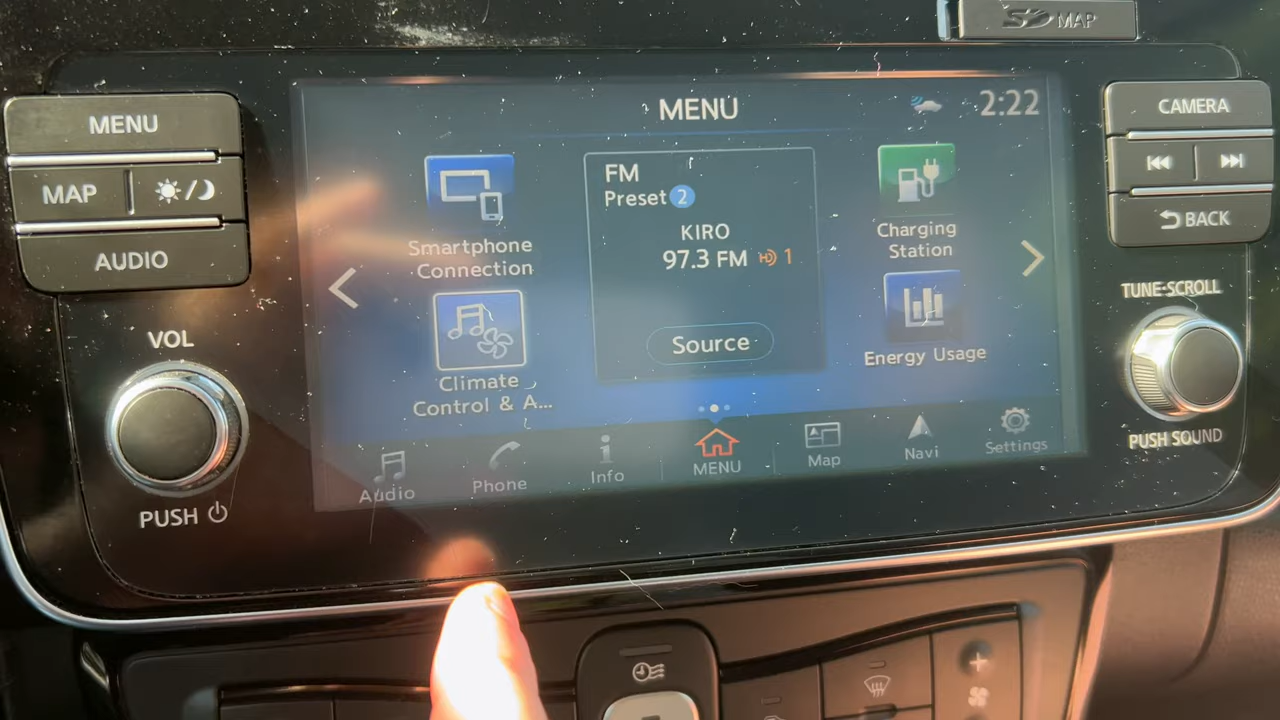 SD MAP
MENU
MAP
AUDIO
VOL
PUSH
MENU
2:22
Smartphone
Connection
Climate
Control & A...
FM
Preset 2
KIRO
97.3 FM HD 1
Source
Charging
Station
Energy Usage
Audio
Phone
Info
MENU
Map
Navi
Settings
CAMERA
BACK
TUNE·SCROLL
PUSH SOUND